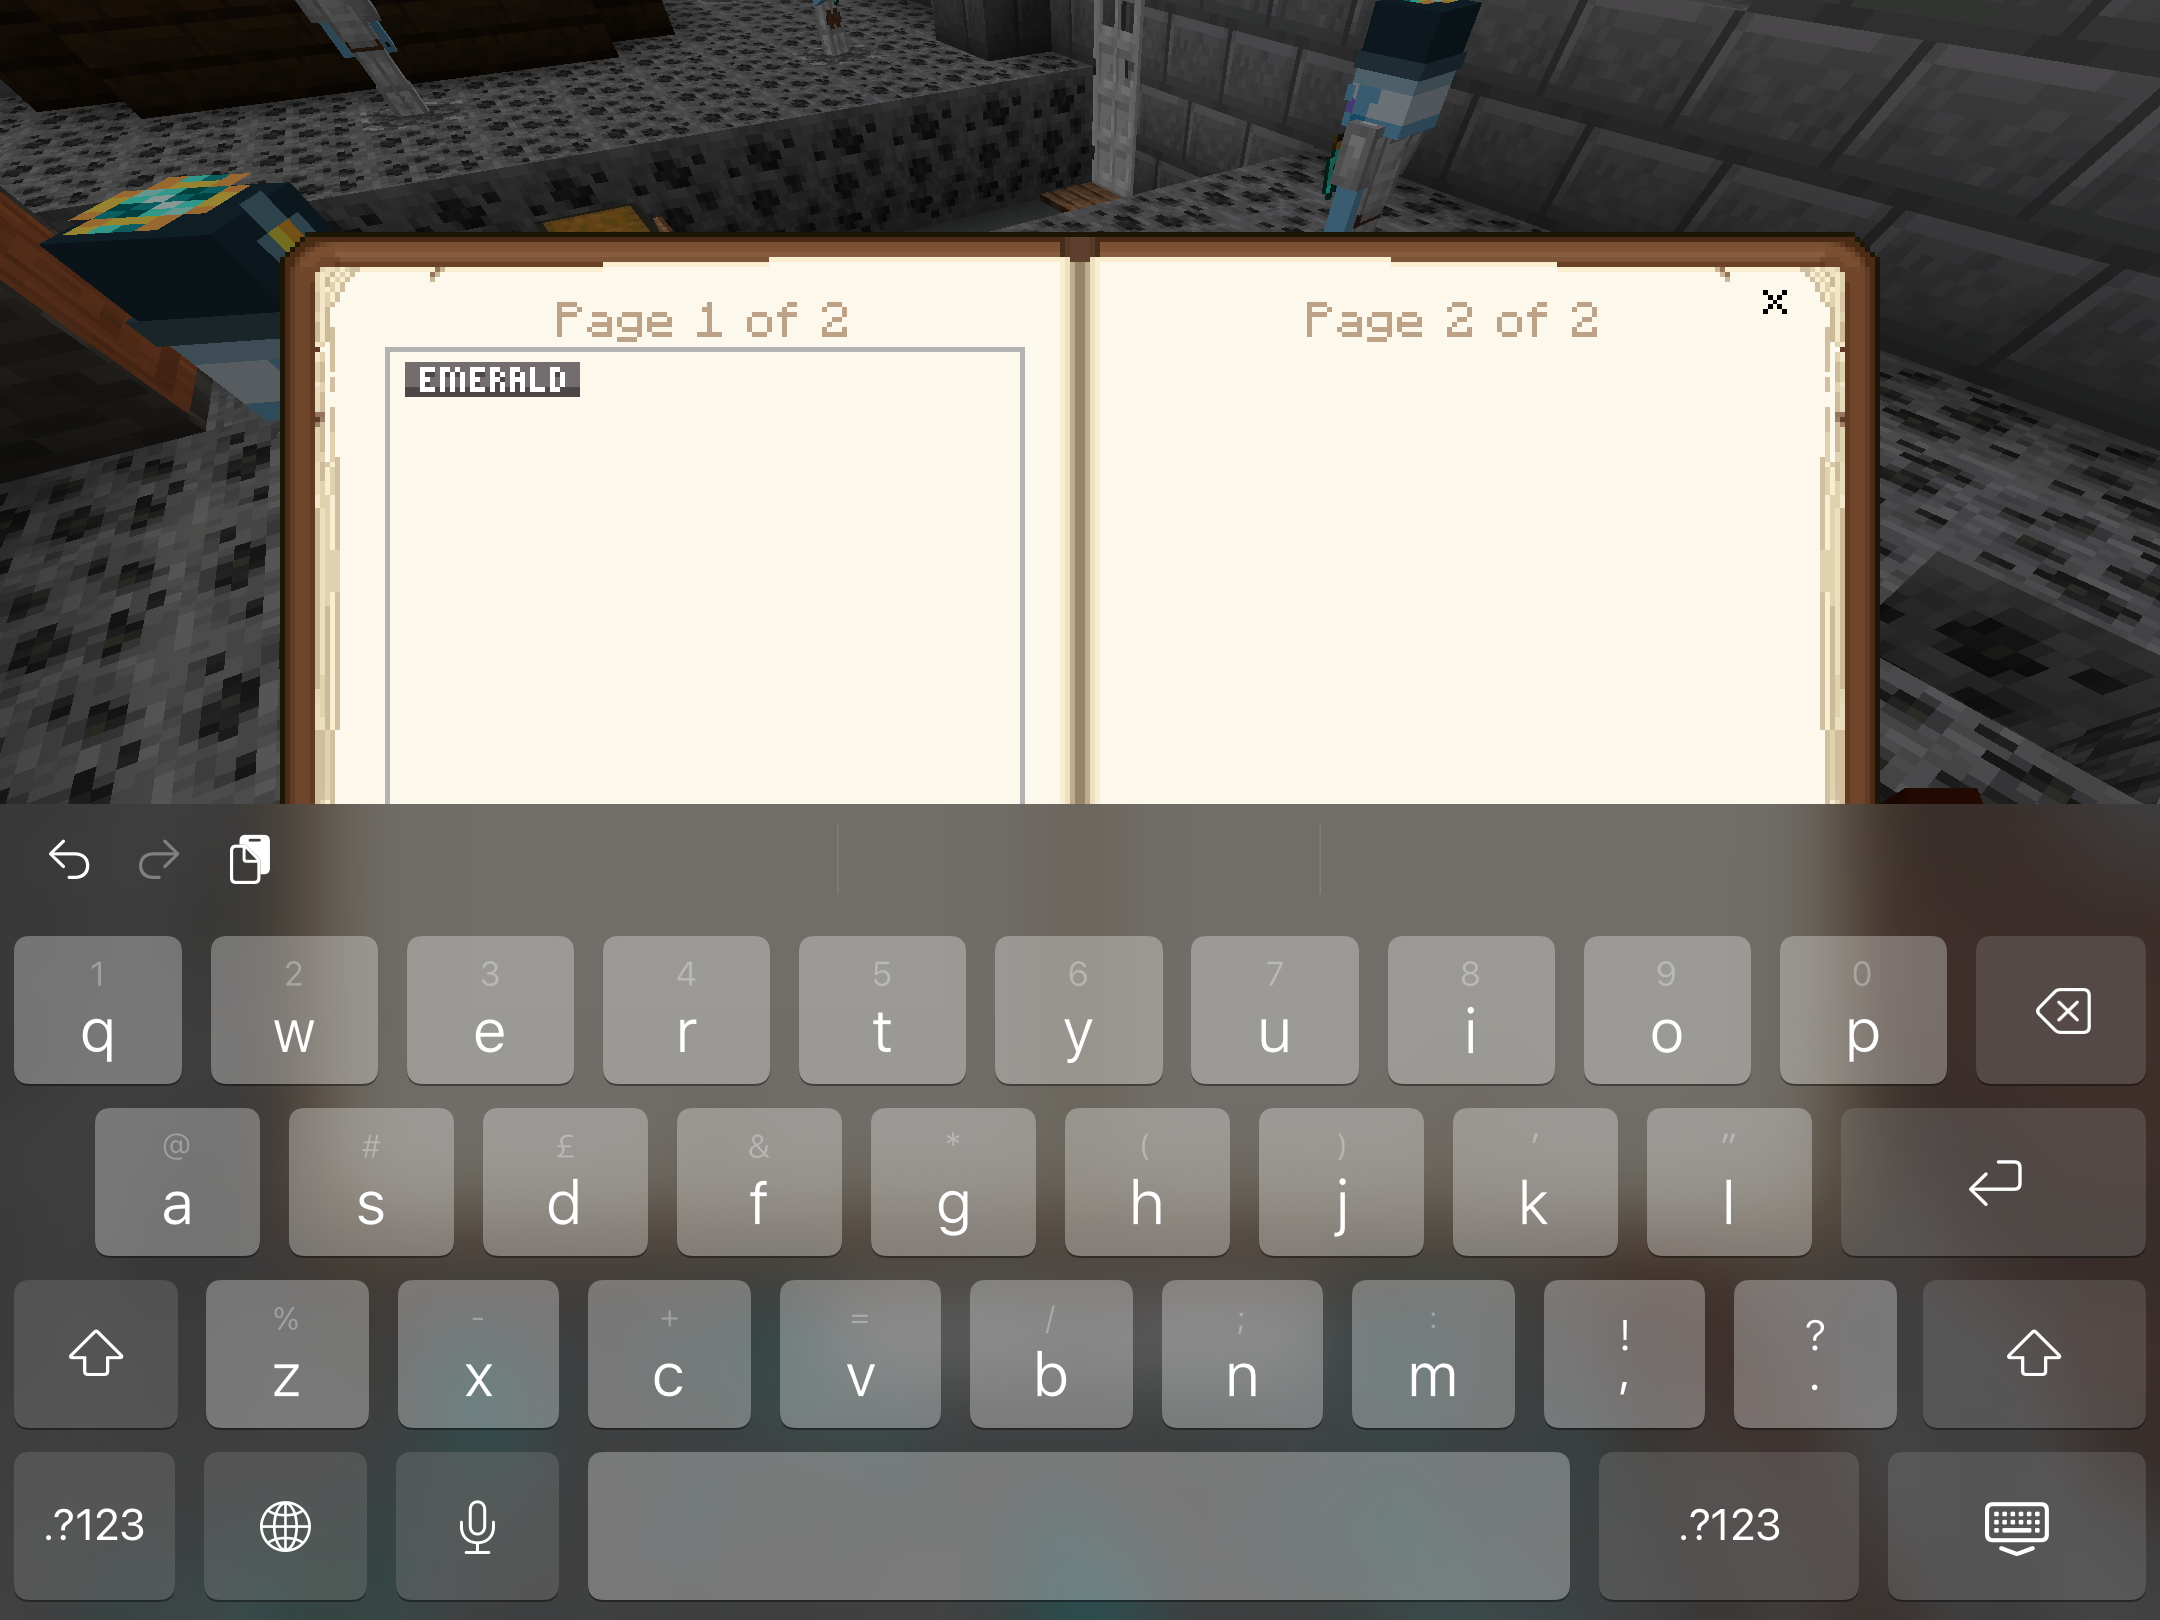 Page 1 of 2
EMERALD
Page 2 of 2
1 2 3 4 5 6 7 8 9 0
q w e r t y u i o p
@ # £ & * ( ) ' "
a s d f g h j k l
% - + = / ; : ! ?
z x c v b n m , .
.?123 .?123